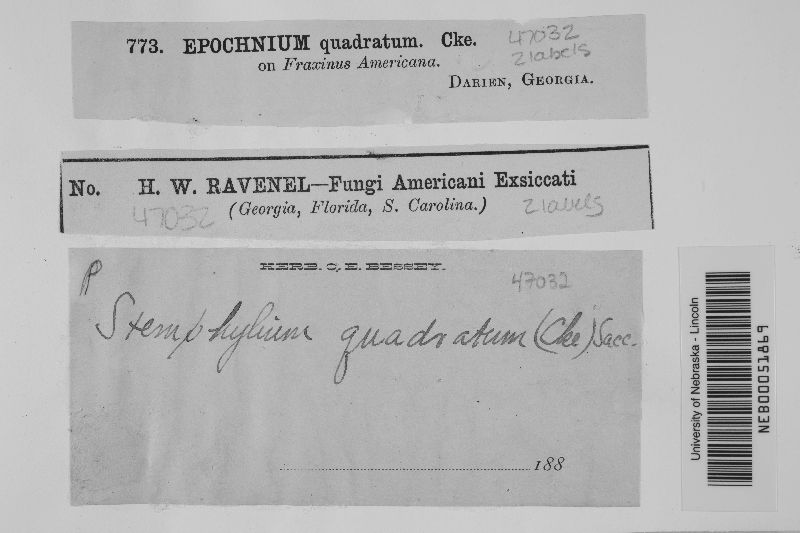 773. EPOCHNIUM quadratum. Cke. 47032
2 labels
on Fraxinus Americana.
DARIEN, GEORGIA.
No. H. W. RAVENEL—Fungi Americani Exsiccati
47032 (Georgia, Florida, S. Carolina.) 2 labels
P
HERB. C. E. BESSEY.
47032
Stemphylium quadratum (Cke) Sacc.
188
University of Nebraska - Lincoln
NEB00051869